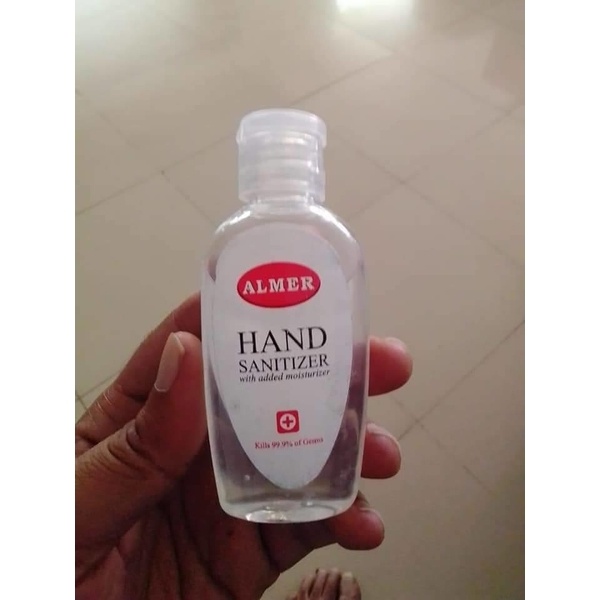 ALMER
HAND
SANITIZER
with added moisturizer
Kills 99.9% of Germs